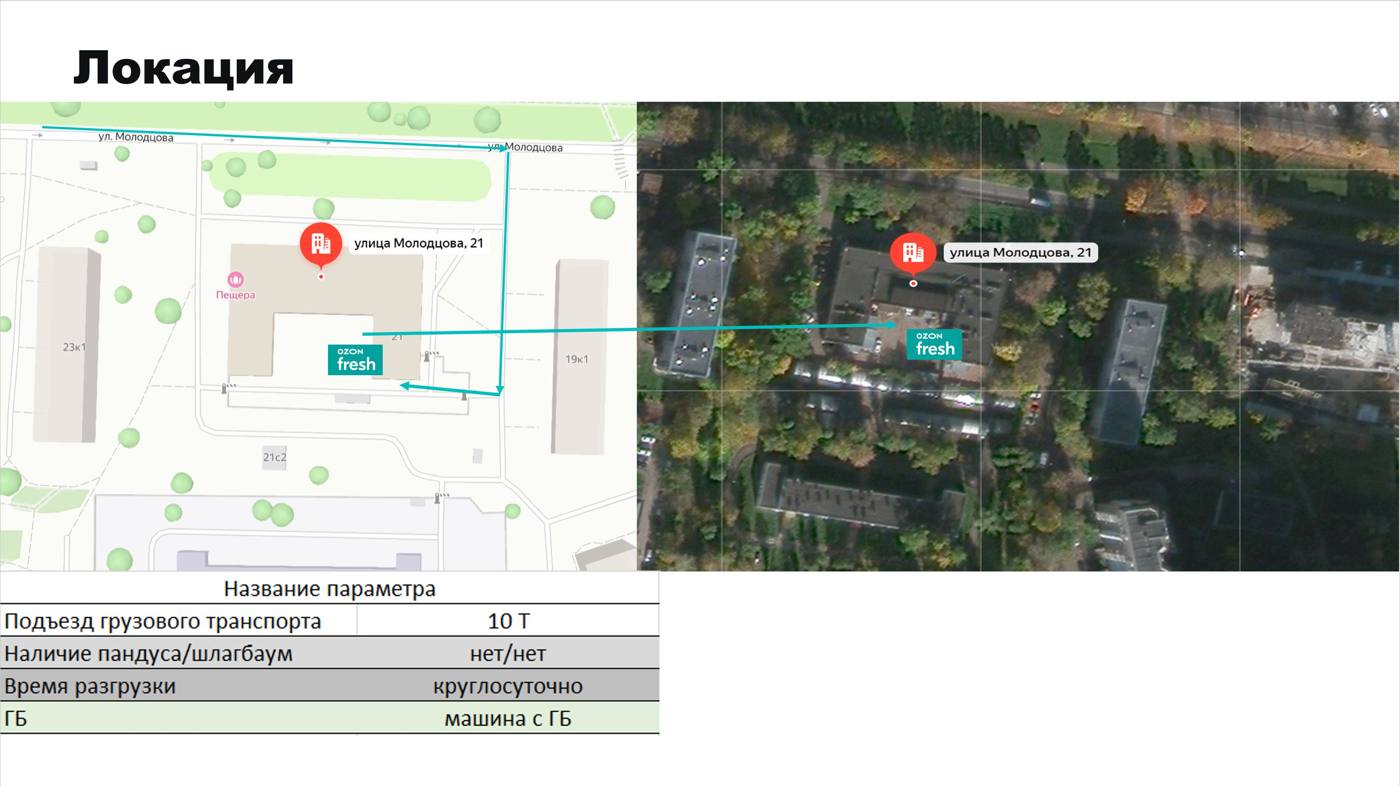 Локация
ул. Молодцова
ул. Молодцова
улица Молодцова, 21
Пещера
23к1
21
19к1
OZON
fresh
21с2
улица Молодцова, 21
OZON
fresh
Название параметра
Подъезд грузового транспорта 10 Т
Наличие пандуса/шлагбаум нет/нет
Время разгрузки круглосуточно
ГБ машина с ГБ